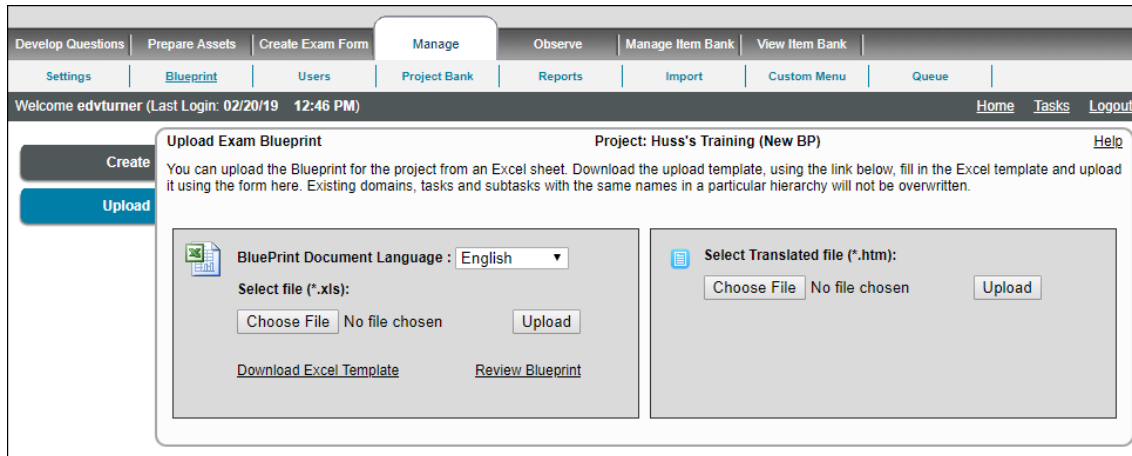 Develop Questions Prepare Assets Create Exam Form Manage Observe Manage Item Bank View Item Bank
Settings Blueprint Users Project Bank Reports Import Custom Menu Queue
Welcome edvturner (Last Login: 02/20/19 12:46 PM) Home Tasks Logout
Create
Upload
Upload Exam Blueprint Project: Huss's Training (New BP) Help
You can upload the Blueprint for the project from an Excel sheet. Download the upload template, using the link below, fill in the Excel template and upload
it using the form here. Existing domains, tasks and subtasks with the same names in a particular hierarchy will not be overwritten.
BluePrint Document Language : English
Select file (*.xls):
Choose File No file chosen Upload
Download Excel Template Review Blueprint
Select Translated file (*.htm):
Choose File No file chosen Upload